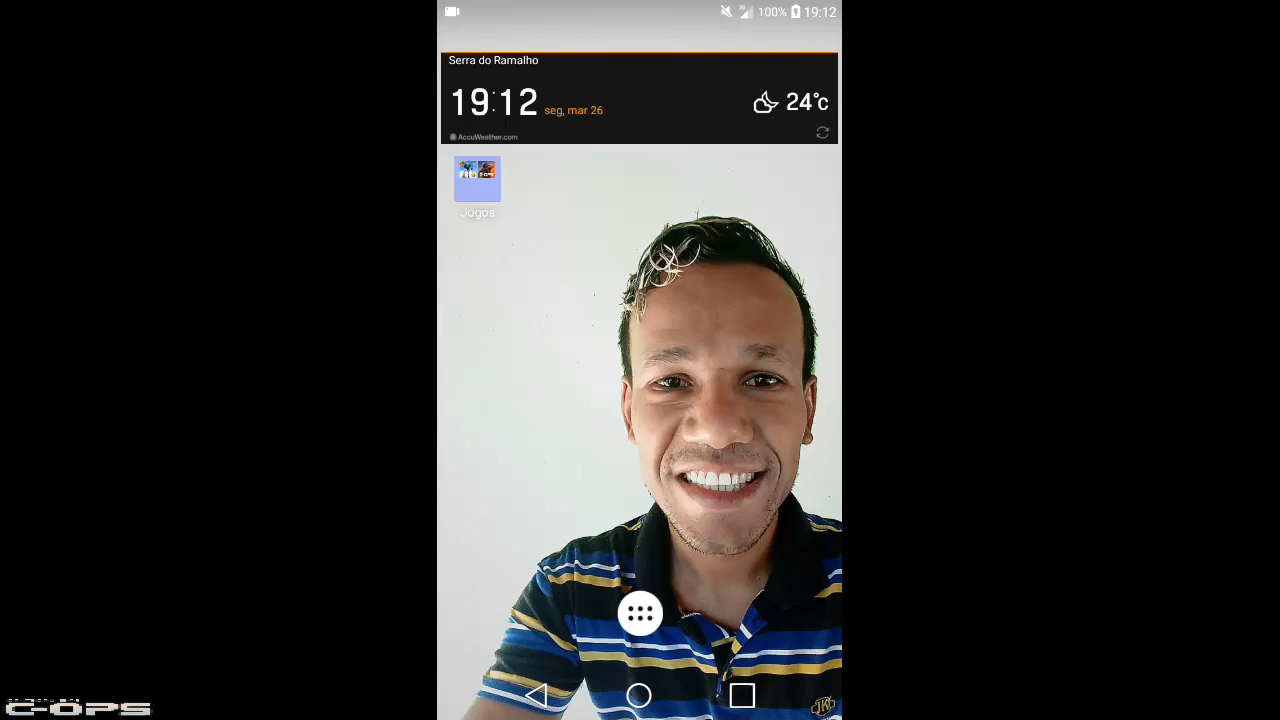 100% 19:12
Serra do Ramalho
19:12 seg, mar 26
24°c
AccuWeather.com
Jogos
C-OPS